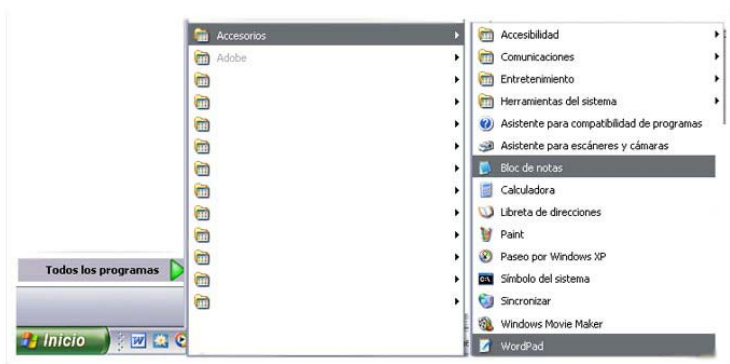 Accesorios
Adobe
Accesibilidad
Comunicaciones
Entretenimiento
Herramientas del sistema
Asistente para compatibilidad de programas
Asistente para escáneres y cámaras
Bloc de notas
Calculadora
Libreta de direcciones
Paint
Paseo por Windows XP
Símbolo del sistema
Sincronizar
Windows Movie Maker
WordPad
Todos los programas
Inicio